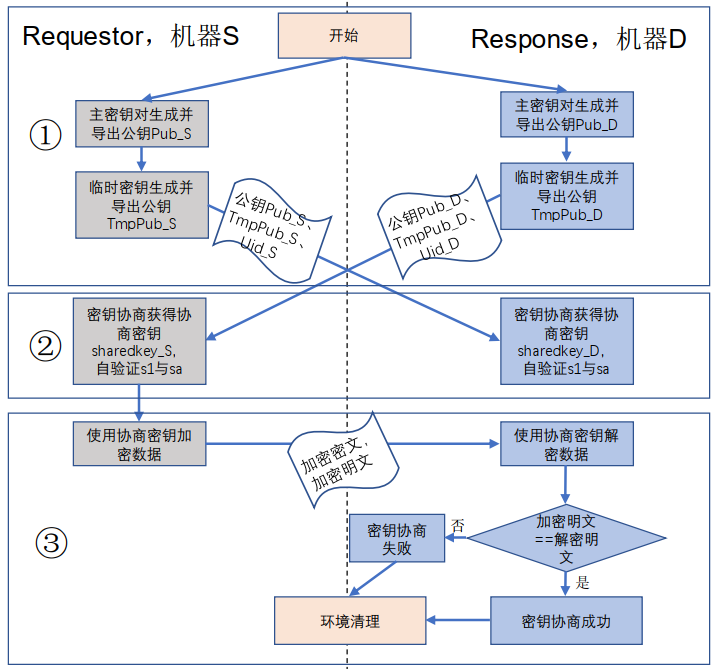 Requestor，机器S
开始
Response，机器D
①
主密钥对生成并
导出公钥Pub_S
主密钥对生成并
导出公钥Pub_D
临时密钥生成并
导出公钥
TmpPub_S
公钥Pub_S、
TmpPub_S、
Uid_S
公钥Pub_D、
TmpPub_D、
Uid_D
临时密钥生成并
导出公钥
TmpPub_D
②
密钥协商获得协
商密钥
sharedkey_S，
自验证s1与sa
密钥协商获得协
商密钥
sharedkey_D，
自验证s1与sa
③
使用协商密钥加
密数据
加密密文，
加密明文
使用协商密钥解
密数据
加密明文
==解密明
文
否
密钥协商
失败
是
环境清理
密钥协商成功